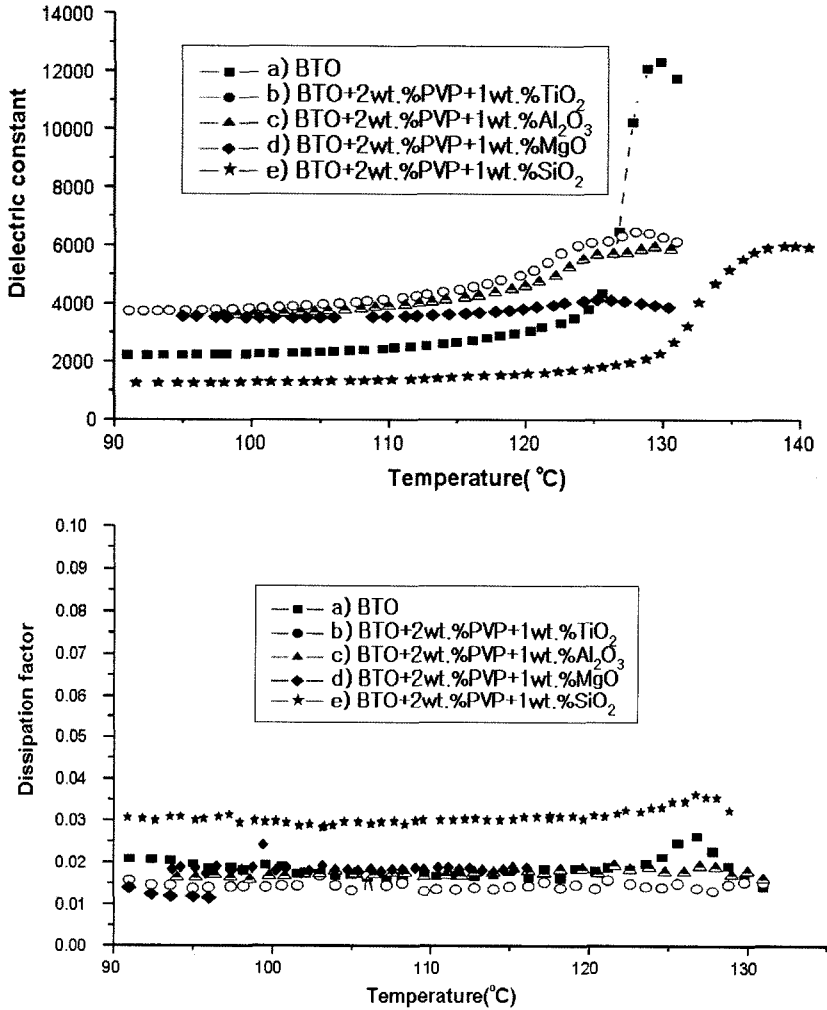 14000
12000
10000
8000
6000
4000
2000
0
Dielectric constant
a) BTO
b) BTO+2wt.%PVP+1wt.%TiO₂
c) BTO+2wt.%PVP+1wt.%Al₂O₃
d) BTO+2wt.%PVP+1wt.%MgO
e) BTO+2wt.%PVP+1wt.%SiO₂
90 100 110 120 130 140
Temperature( °C)
0.10
0.09
0.08
0.07
0.06
0.05
0.04
0.03
0.02
0.01
0.00
Dissipation factor
a) BTO
b) BTO+2wt.%PVP+1wt.%TiO₂
c) BTO+2wt.%PVP+1wt.%Al₂O₃
d) BTO+2wt.%PVP+1wt.%MgO
e) BTO+2wt.%PVP+1wt.%SiO₂
90 100 110 120 130
Temperature(°C)